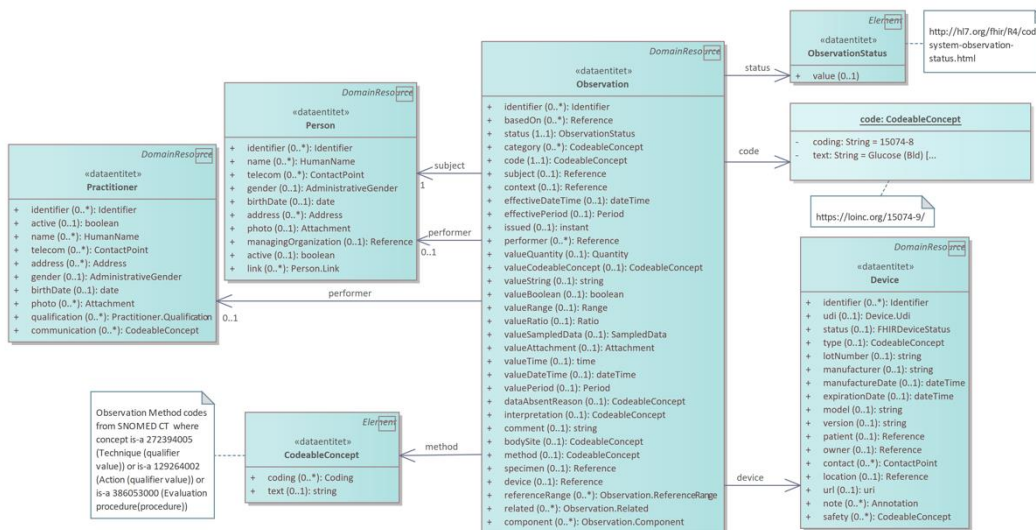 DomainResource
«dataentitet»
Practitioner
+ identifier (0..*): Identifier
+ active (0..1): boolean
+ name (0..*): HumanName
+ telecom (0..*): ContactPoint
+ address (0..*): Address
+ gender (0..1): AdministrativeGender
+ birthDate (0..1): date
+ photo (0..*): Attachment
+ qualification (0..*): Practitioner.Qualification
+ communication (0..*): CodeableConcept
DomainResource
«dataentitet»
Person
+ identifier (0..*): Identifier
+ name (0..*): HumanName
+ telecom (0..*): ContactPoint
+ gender (0..1): AdministrativeGender
+ birthDate (0..1): date
+ address (0..*): Address
+ photo (0..1): Attachment
+ managingOrganization (0..1): Reference
+ active (0..1): boolean
+ link (0..*): Person.Link
subject
1
performer
0..1
performer
0..1
DomainResource
«dataentitet»
Observation
+ identifier (0..*): Identifier
+ basedOn (0..*): Reference
+ status (1..1): ObservationStatus
+ category (0..*): CodeableConcept
+ code (1..1): CodeableConcept
+ subject (0..1): Reference
+ context (0..1): Reference
+ effectiveDateTime (0..1): dateTime
+ effectivePeriod (0..1): Period
+ issued (0..1): instant
+ performer (0..*): Reference
+ valueQuantity (0..1): Quantity
+ valueCodeableConcept (0..1): CodeableConcept
+ valueString (0..1): string
+ valueBoolean (0..1): boolean
+ valueRange (0..1): Range
+ valueRatio (0..1): Ratio
+ valueSampledData (0..1): SampledData
+ valueAttachment (0..1): Attachment
+ valueTime (0..1): time
+ valueDateTime (0..1): dateTime
+ valuePeriod (0..1): Period
+ dataAbsentReason (0..1): CodeableConcept
+ interpretation (0..1): CodeableConcept
+ comment (0..1): string
+ bodySite (0..1): CodeableConcept
+ method (0..1): CodeableConcept
+ specimen (0..1): Reference
+ device (0..1): Reference
+ referenceRange (0..*): Observation.ReferenceRange
+ related (0..*): Observation.Related
+ component (0..*): Observation.Component
status
Element
«dataentitet»
ObservationStatus
+ value (0..1)
http://hl7.org/fhir/R4/cod
system-observation-
status.html
code
code: CodeableConcept
- coding: String = 15074-8
- text: String = Glucose (Bld) [...
https://loinc.org/15074-9/
device
DomainResource
«dataentitet»
Device
+ identifier (0..*): Identifier
+ udi (0..1): Device.Udi
+ status (0..1): FHIRDeviceStatus
+ type (0..1): CodeableConcept
+ lotNumber (0..1): string
+ manufacturer (0..1): string
+ manufactureDate (0..1): dateTime
+ expirationDate (0..1): dateTime
+ model (0..1): string
+ version (0..1): string
+ patient (0..1): Reference
+ owner (0..1): Reference
+ contact (0..*): ContactPoint
+ location (0..1): Reference
+ url (0..1): uri
+ note (0..*): Annotation
+ safety (0..*): CodeableConcept
Observation Method codes
from SNOMED CT where
concept is-a 272394005
(Technique (qualifier
value)) or is-a 129264002
(Action (qualifier value)) or
is-a 386053000 (Evaluation
procedure(procedure))
Element
«dataentitet»
CodeableConcept
+ coding (0..*): Coding
+ text (0..1): string
method